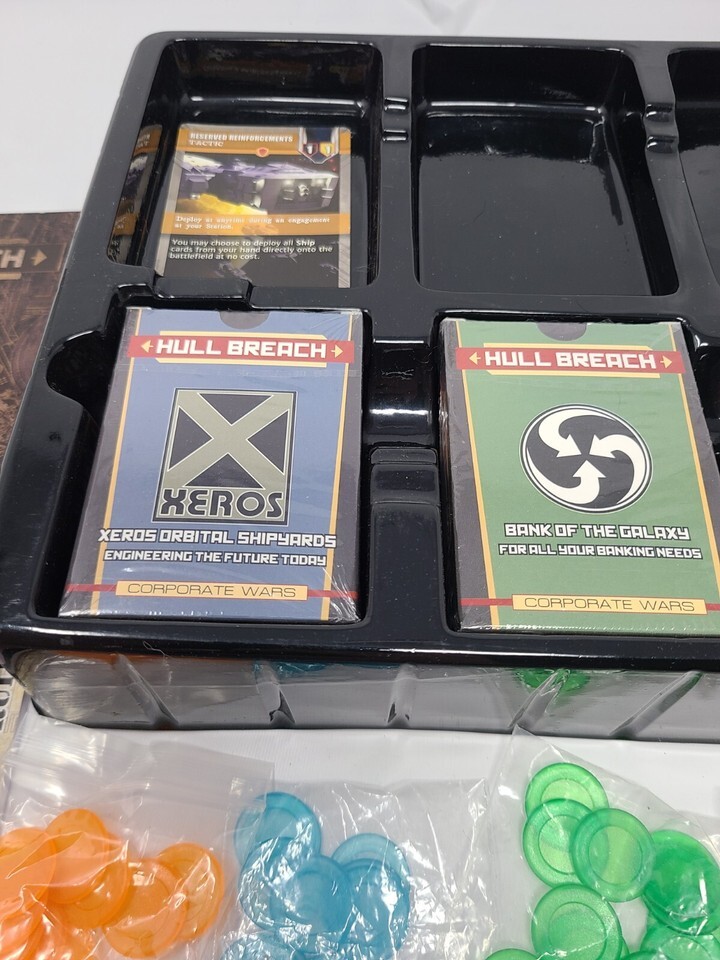 RESERVED REINFORCEMENTS
TACTIC
Deploy at anytime during an engagement
at your Station.
You may choose to deploy all Ship
cards from your hand directly onto the
battlefield at no cost.
HULL BREACH
XEROS
XEROS ORBITAL SHIPYARDS
ENGINEERING THE FUTURE TODAY
CORPORATE WARS
HULL BREACH
BANK OF THE GALAXY
FOR ALL YOUR BANKING NEEDS
CORPORATE WARS